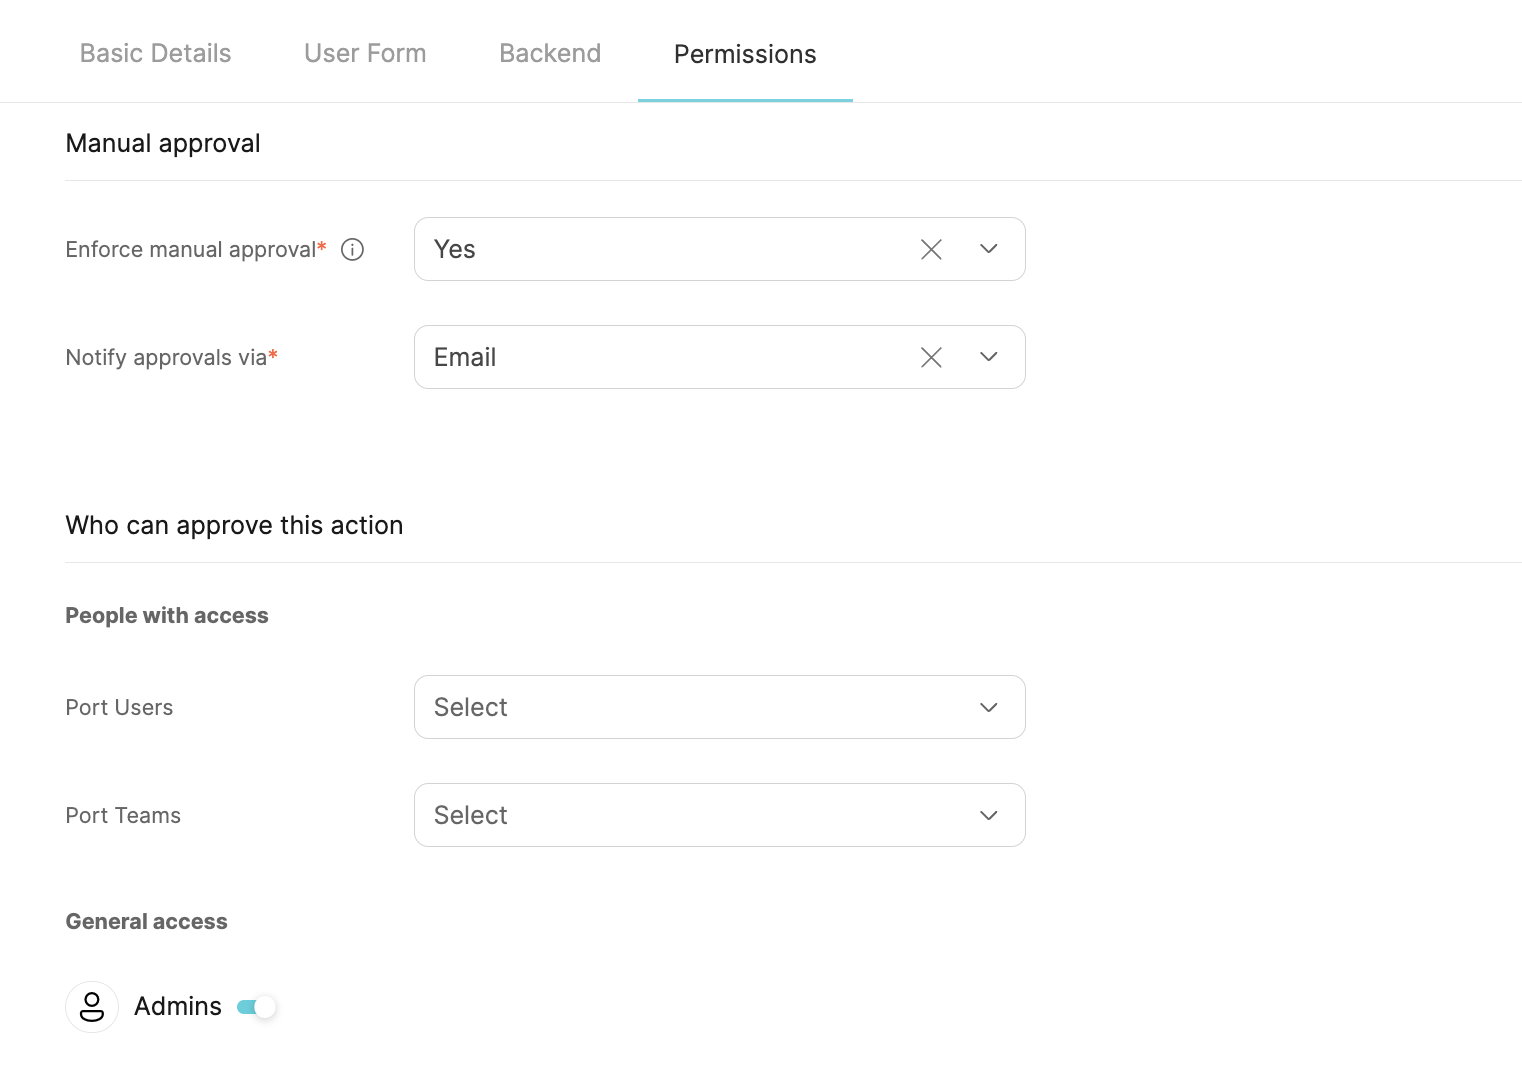 Basic Details User Form Backend Permissions
Manual approval
Enforce manual approval* Yes
Notify approvals via* Email
Who can approve this action
People with access
Port Users Select
Port Teams Select
General access
Admins